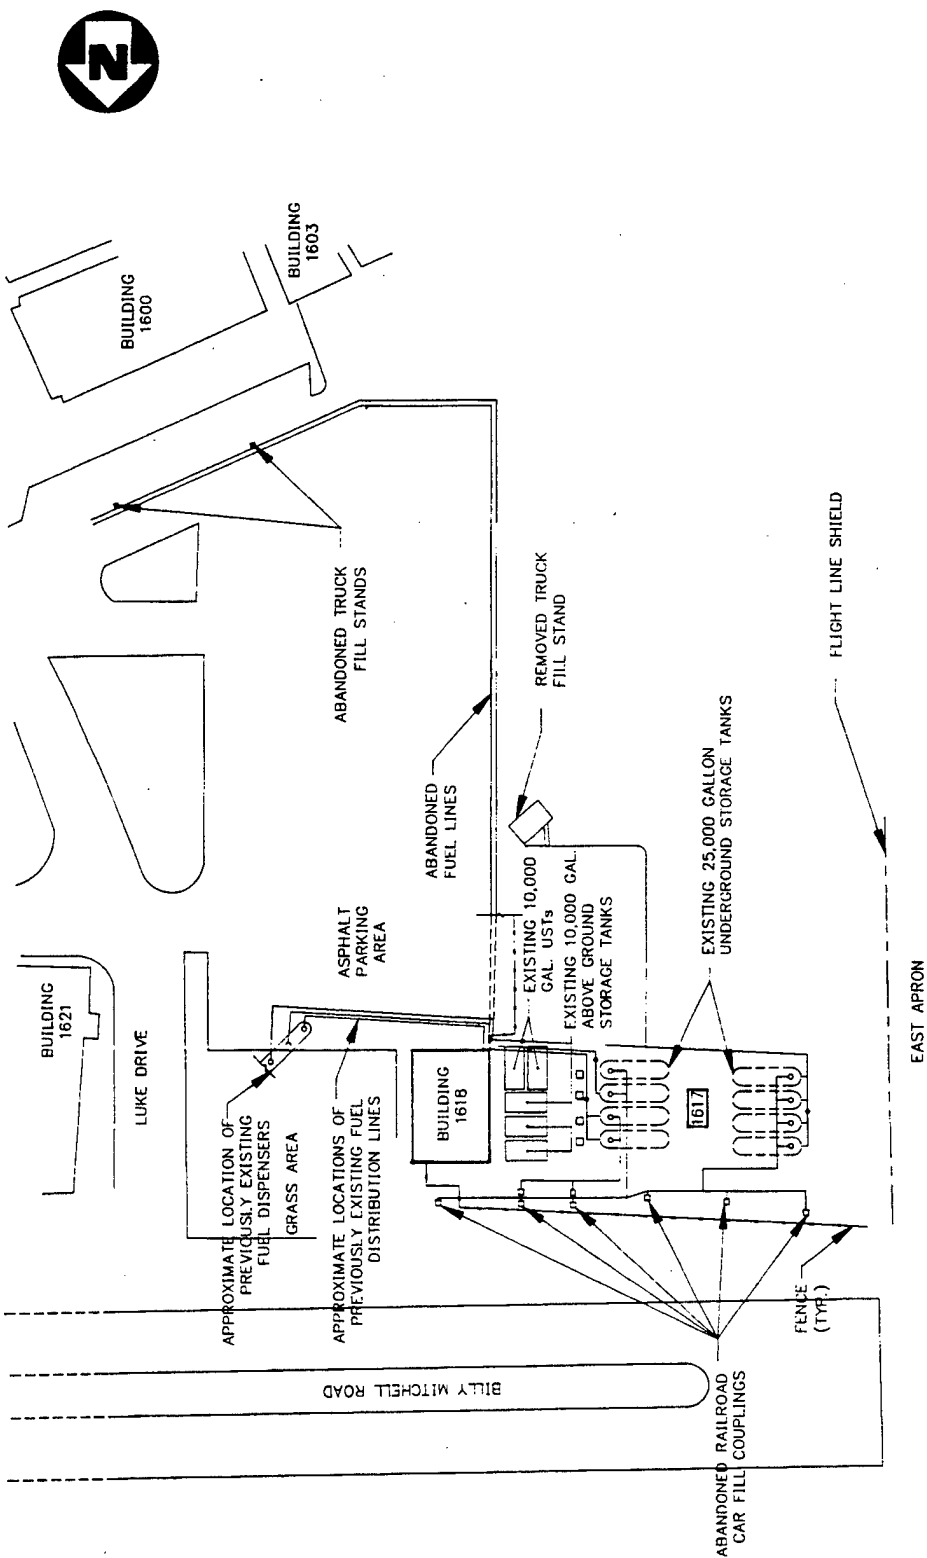 N
BUILDING
1600
BUILDING
1603
ABANDONED TRUCK
FILL STANDS
REMOVED TRUCK
FILL STAND
FLIGHT LINE SHIELD
ABANDONED
FUEL LINES
ASPHALT
PARKING
AREA
EXISTING 10,000
GAL. USTs
EXISTING 10,000 GAL.
ABOVE GROUND
STORAGE TANKS
EXISTING 25,000 GALLON
UNDERGROUND STORAGE TANKS
EAST APRON
BUILDING
1621
LUKE DRIVE
APPROXIMATE LOCATION OF
PREVIOUSLY EXISTING
FUEL DISPENSERS
GRASS AREA
APPROXIMATE LOCATIONS OF
PREVIOUSLY EXISTING FUEL
DISTRIBUTION LINES
BUILDING
1618
1617
FENCE
(TYP.)
BILLY MITCHELL ROAD
ABANDONED RAILROAD
CAR FILL COUPLINGS